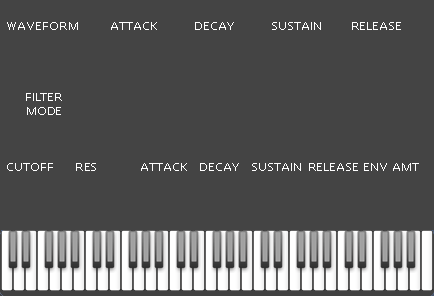 WAVEFORM ATTACK DECAY SUSTAIN RELEASE
FILTER
MODE
CUTOFF RES ATTACK DECAY SUSTAIN RELEASE ENV AMT